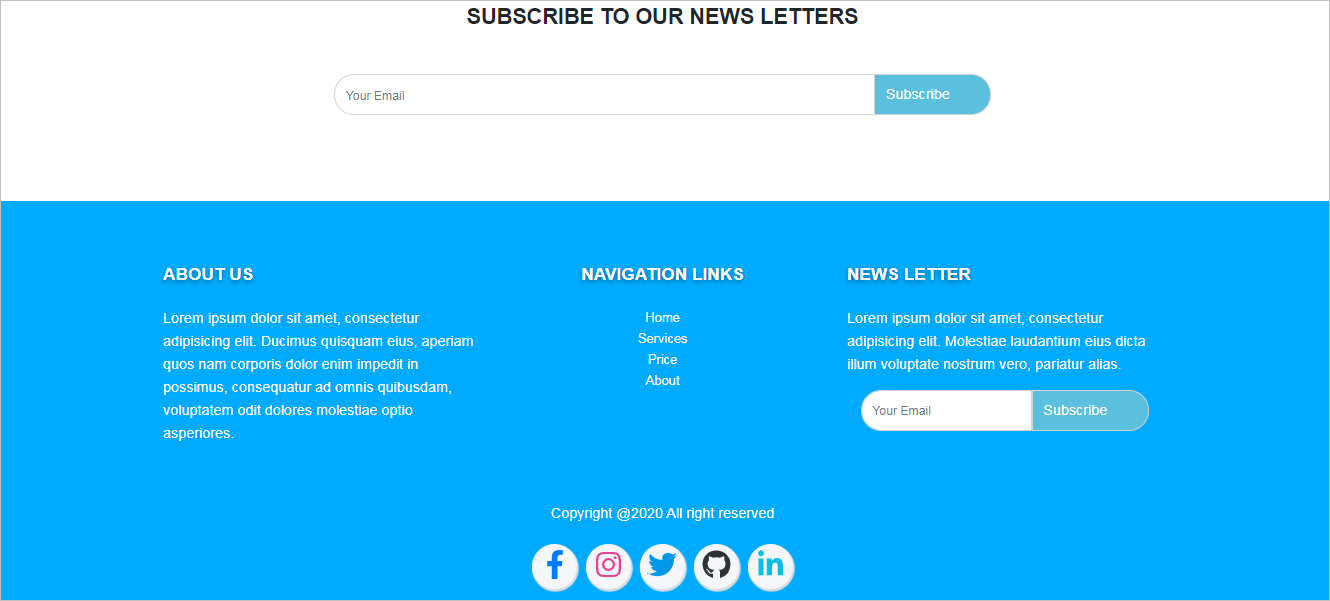 SUBSCRIBE TO OUR NEWS LETTERS
Your Email
Subscribe
ABOUT US
Lorem ipsum dolor sit amet, consectetur
adipisicing elit. Ducimus quisquam eius, aperiam
quos nam corporis dolor enim impedit in
possimus, consequatur ad omnis quibusdam,
voluptatem odit dolores molestiae optio
asperiores.
NAVIGATION LINKS
Home
Services
Price
About
NEWS LETTER
Lorem ipsum dolor sit amet, consectetur
adipisicing elit. Molestiae laudantium eius dicta
illum voluptate nostrum vero, pariatur alias.
Your Email
Subscribe
Copyright @2020 All right reserved